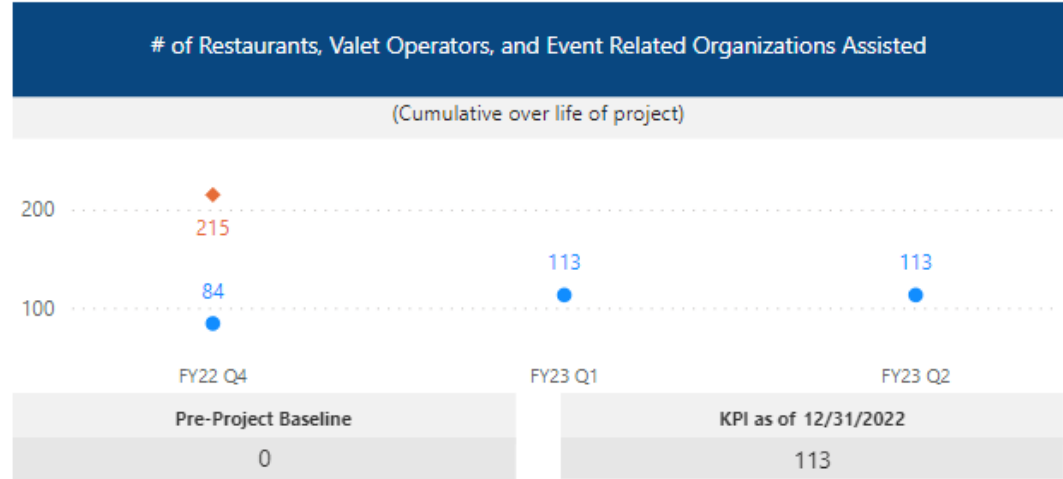 # of Restaurants, Valet Operators, and Event Related Organizations Assisted
(Cumulative over life of project)
200
215
113
113
84
100
FY22 Q4
FY23 Q1
FY23 Q2
Pre-Project Baseline
KPI as of 12/31/2022
0
113